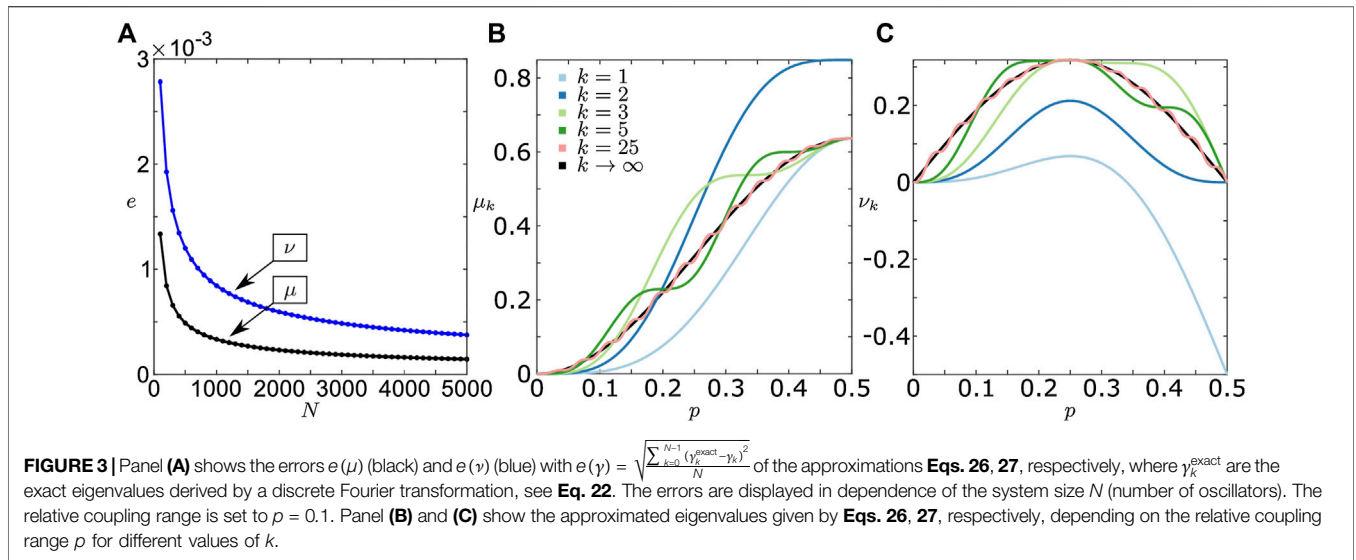 A
3 ×10⁻³
2
1
0
e
ν
μ
0 1000 2000 3000 4000 5000
N
B
0.8
0.6
0.4
0.2
0
μₖ
k = 1
k = 2
k = 3
k = 5
k = 25
k → ∞
0 0.1 0.2 0.3 0.4 0.5
p
C
0.2
0
-0.2
-0.4
νₖ
0 0.1 0.2 0.3 0.4 0.5
p
FIGURE 3 | Panel (A) shows the errors e(μ) (black) and e(ν) (blue) with e(γ) = √(∑ₖ₌₀ᴺ⁻¹ (γₖᵉˣᵃᶜᵗ−γₖ)²/N) of the approximations Eqs. 26, 27, respectively, where γₖᵉˣᵃᶜᵗ are the
exact eigenvalues derived by a discrete Fourier transformation, see Eq. 22. The errors are displayed in dependence of the system size N (number of oscillators). The
relative coupling range is set to p = 0.1. Panel (B) and (C) show the approximated eigenvalues given by Eqs. 26, 27, respectively, depending on the relative coupling
range p for different values of k.